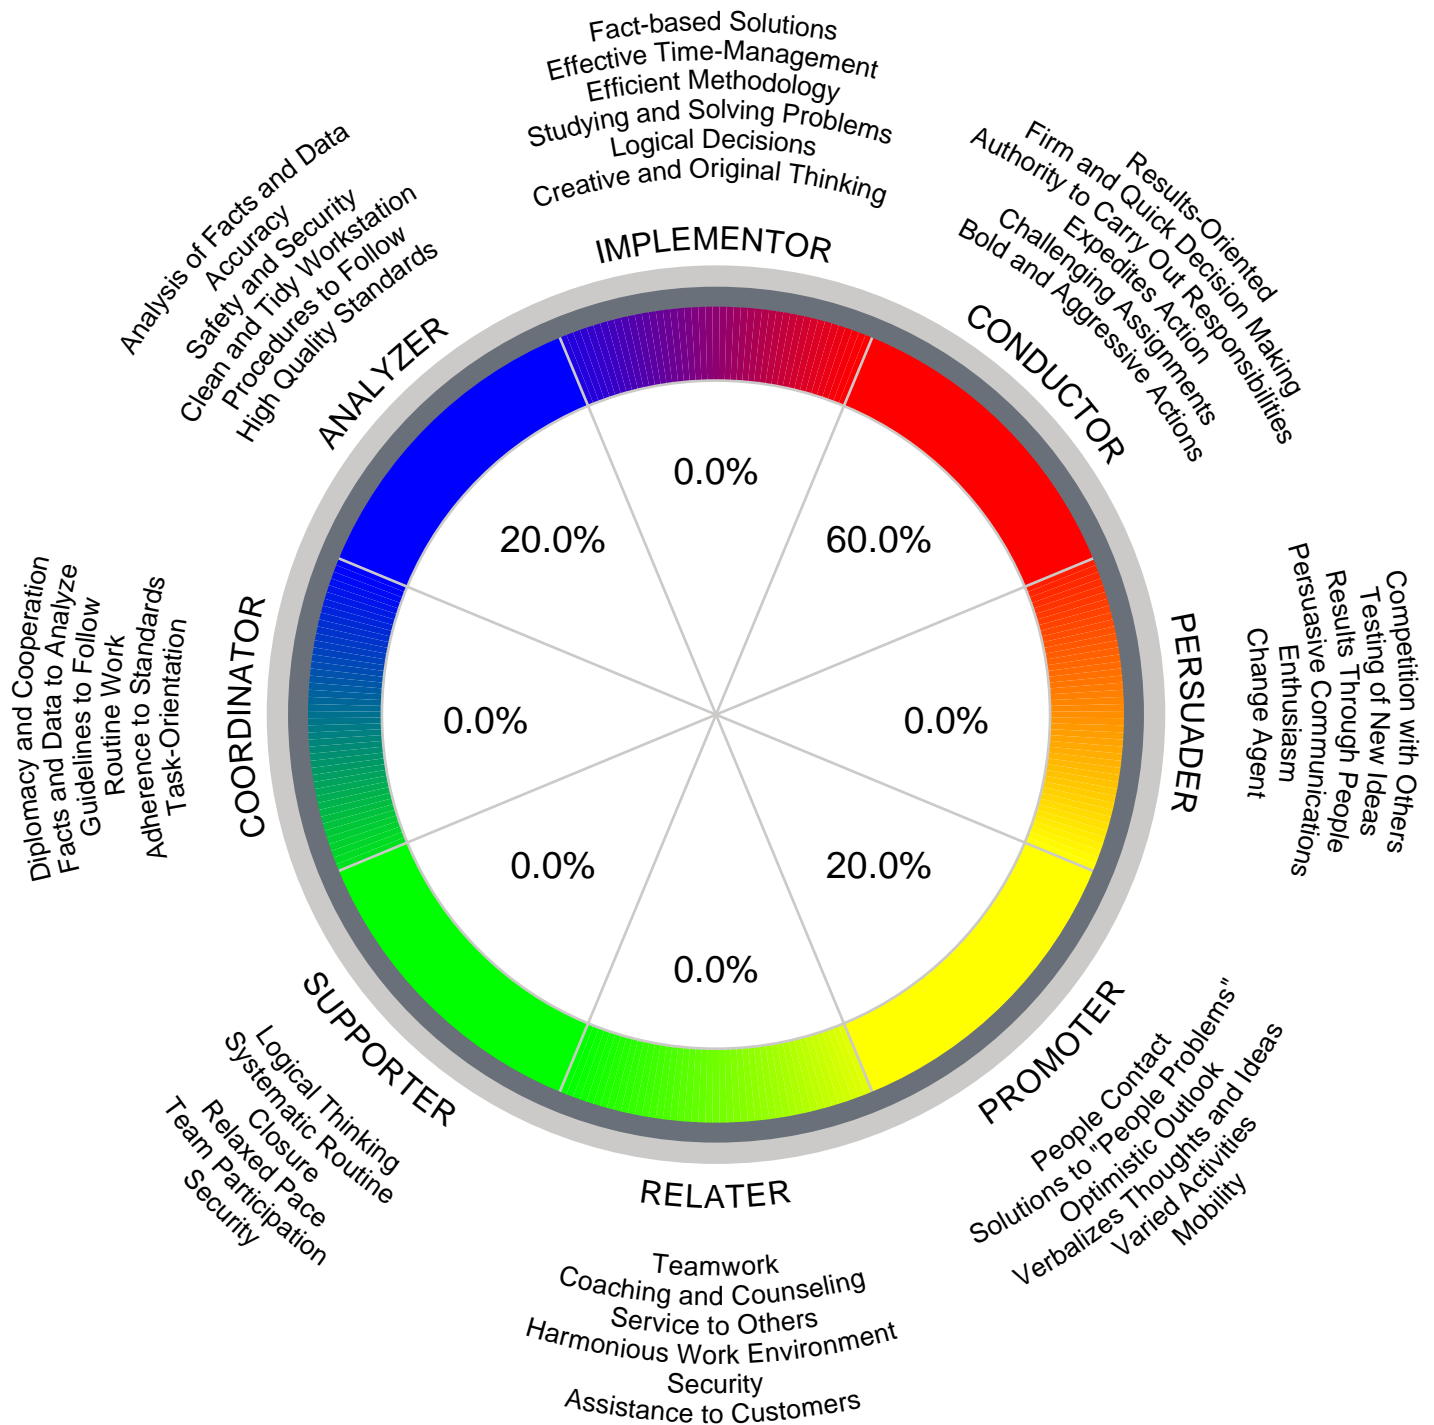 Fact-based Solutions
Effective Time-Management
Efficient Methodology
Studying and Solving Problems
Logical Decisions
Creative and Original Thinking
IMPLEMENTOR
0.0%
Results-Oriented
Firm and Quick Decision Making
Authority to Carry Out Responsibilities
Expedites Action
Challenging Assignments
Bold and Aggressive Actions
CONDUCTOR
60.0%
Competition with Others
Testing of New Ideas
Results Through People
Persuasive Communications
Enthusiasm
Change Agent
PERSUADER
0.0%
PROMOTER
20.0%
People Contact
Solutions to "People Problems"
Optimistic Outlook
Verbalizes Thoughts and Ideas
Varied Activities
Mobility
0.0%
RELATER
Teamwork
Coaching and Counseling
Service to Others
Harmonious Work Environment
Security
Assistance to Customers
0.0%
SUPPORTER
Logical Thinking
Systematic Routine
Closure
Relaxed Pace
Team Participation
Security
Diplomacy and Cooperation
Facts and Data to Analyze
Guidelines to Follow
Routine Work
Adherence to Standards
Task-Orientation
COORDINATOR
0.0%
Analysis of Facts and Data
Accuracy
Safety and Security
Clean and Tidy Workstation
Procedures to Follow
High Quality Standards
ANALYZER
20.0%